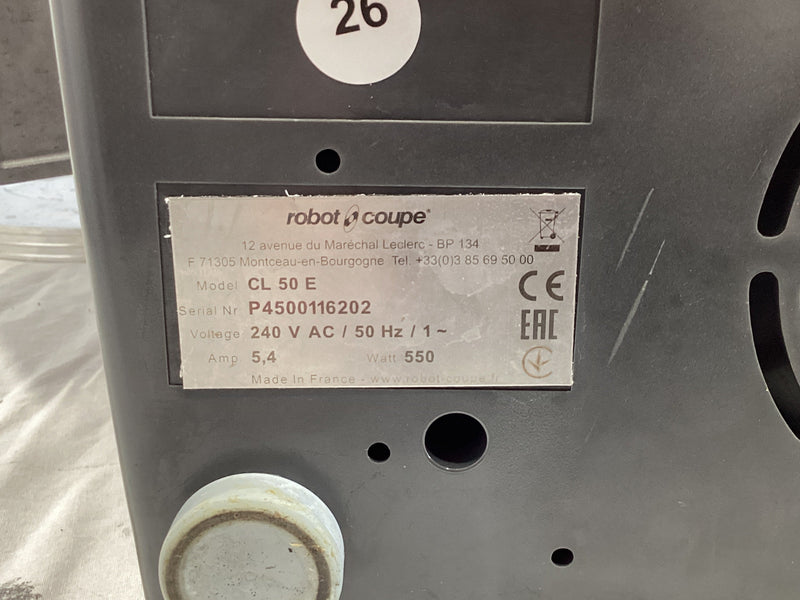 26
robot coupe®
12 avenue du Maréchal Leclerc - BP 134
F 71305 Montceau-en-Bourgogne Tel. +33(0)3 85 69 50 00
Model CL 50 E
Serial Nr P4500116202
Voltage 240 V AC / 50 Hz / 1 ~
Amp 5,4 Watt 550
Made In France - www.robot-coupe.fr
CE
EAC